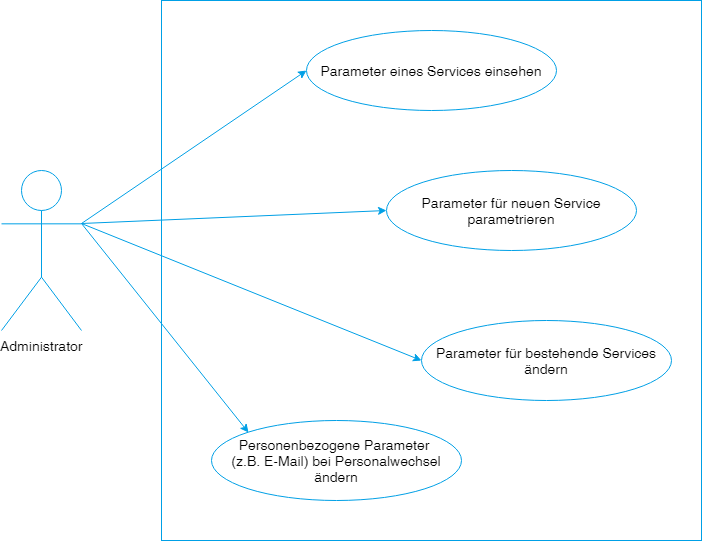 Parameter eines Services einsehen
Parameter für neuen Service
parametrieren
Administrator
Parameter für bestehende Services
ändern
Personenbezogene Parameter
(z.B. E-Mail) bei Personalwechsel
ändern